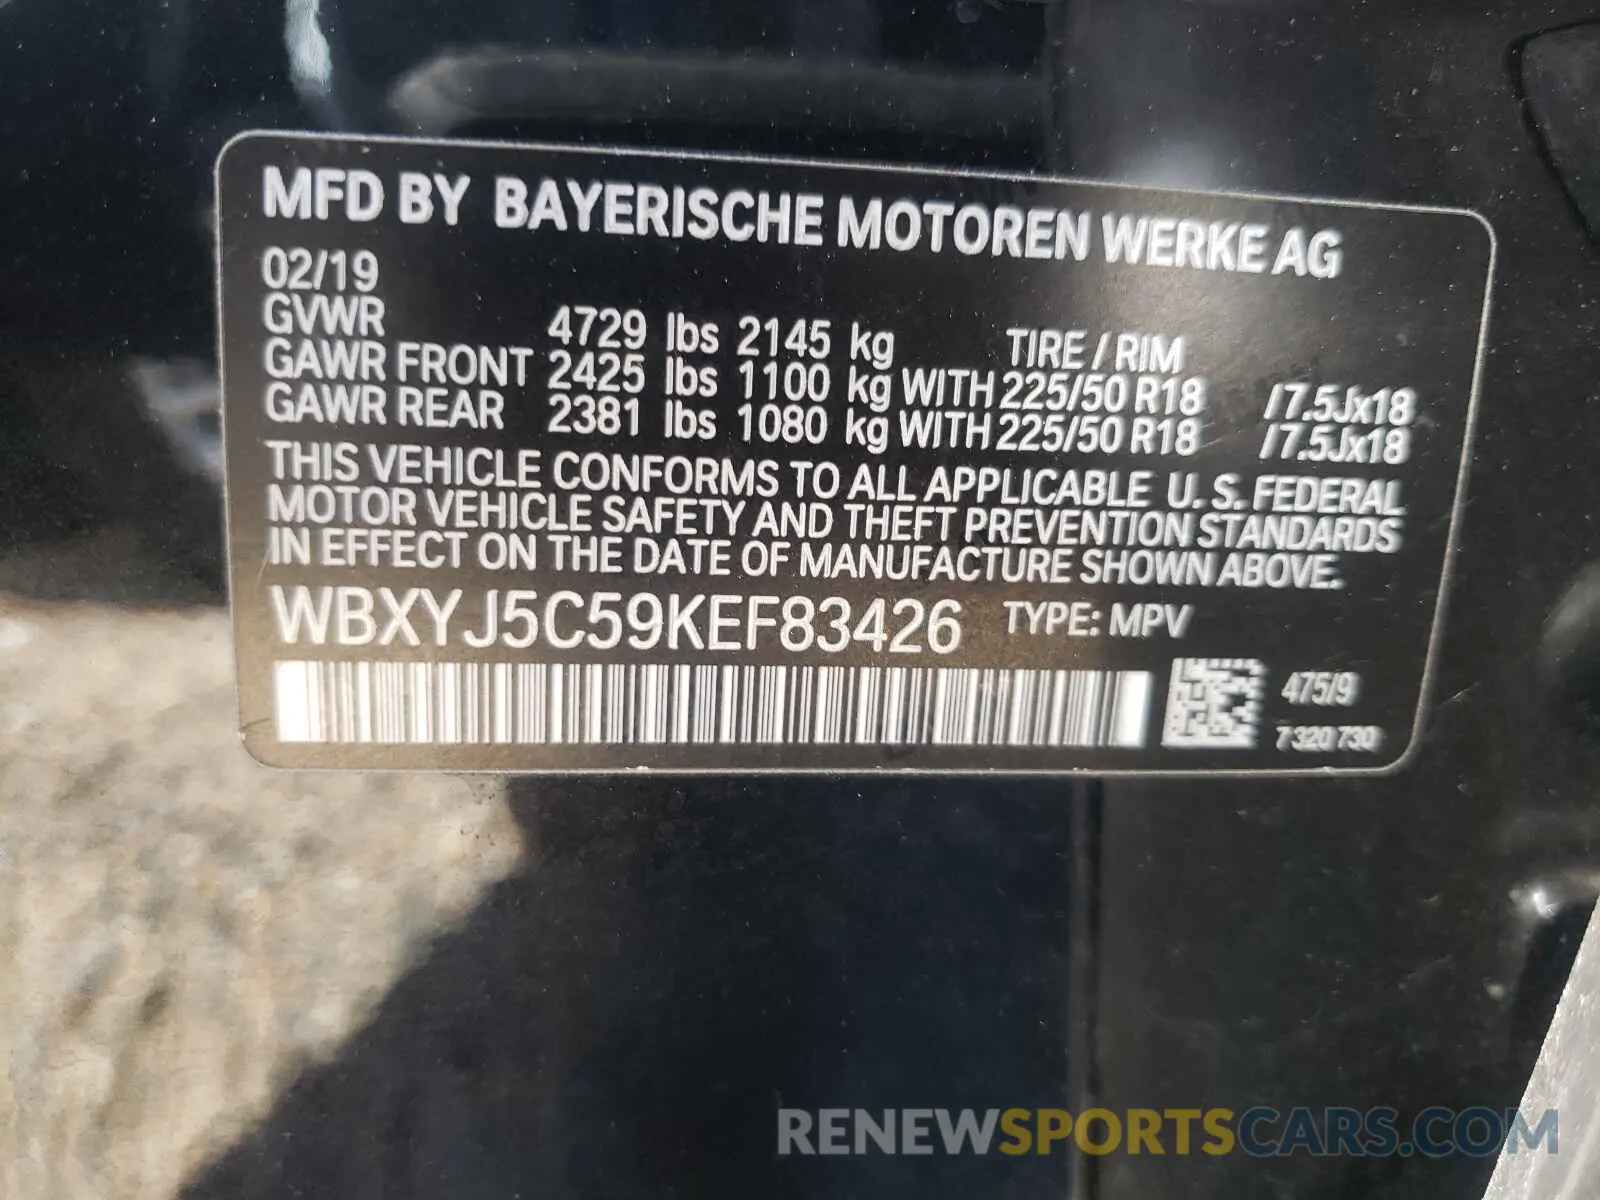 MFD BY BAYERISCHE MOTOREN WERKE AG
02/19
GVWR 4729 lbs 2145 kg TIRE / RIM
GAWR FRONT 2425 lbs 1100 kg WITH 225/50 R18 /7.5Jx18
GAWR REAR 2381 lbs 1080 kg WITH 225/50 R18 /7.5Jx18
THIS VEHICLE CONFORMS TO ALL APPLICABLE U. S. FEDERAL
MOTOR VEHICLE SAFETY AND THEFT PREVENTION STANDARDS
IN EFFECT ON THE DATE OF MANUFACTURE SHOWN ABOVE.
WBXYJ5C59KEF83426 TYPE: MPV
475/9
7 320 730
RENEWSPORTSCARS.COM